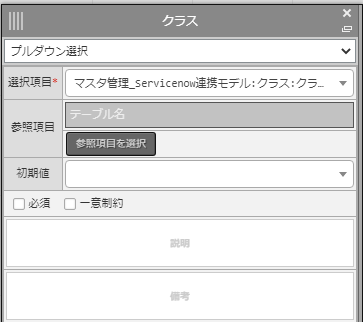 クラス
プルダウン選択
選択項目* マスタ管理_servicenow連携モデル:クラス:クラ...
参照項目 テーブル名
参照項目を選択
初期値
必須 一意制約
説明
備考